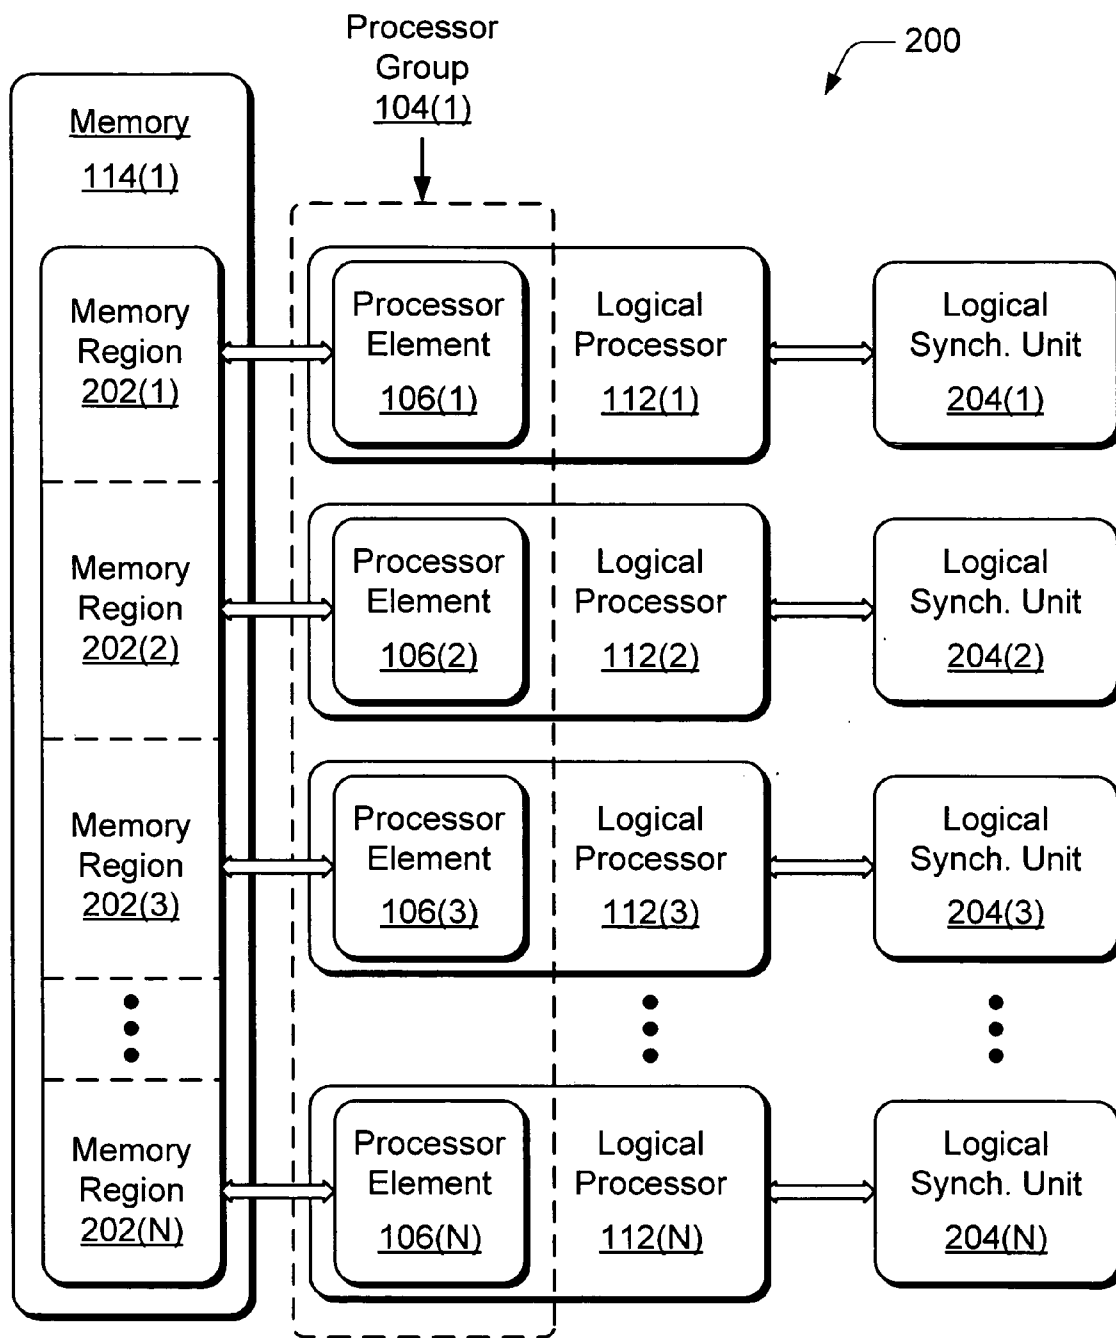 Processor
Group
104(1)
200
Memory
114(1)
Memory
Region
202(1)
Processor
Element
106(1)
Logical
Processor
112(1)
Logical
Synch. Unit
204(1)
Memory
Region
202(2)
Processor
Element
106(2)
Logical
Processor
112(2)
Logical
Synch. Unit
204(2)
Memory
Region
202(3)
Processor
Element
106(3)
Logical
Processor
112(3)
Logical
Synch. Unit
204(3)
Memory
Region
202(N)
Processor
Element
106(N)
Logical
Processor
112(N)
Logical
Synch. Unit
204(N)